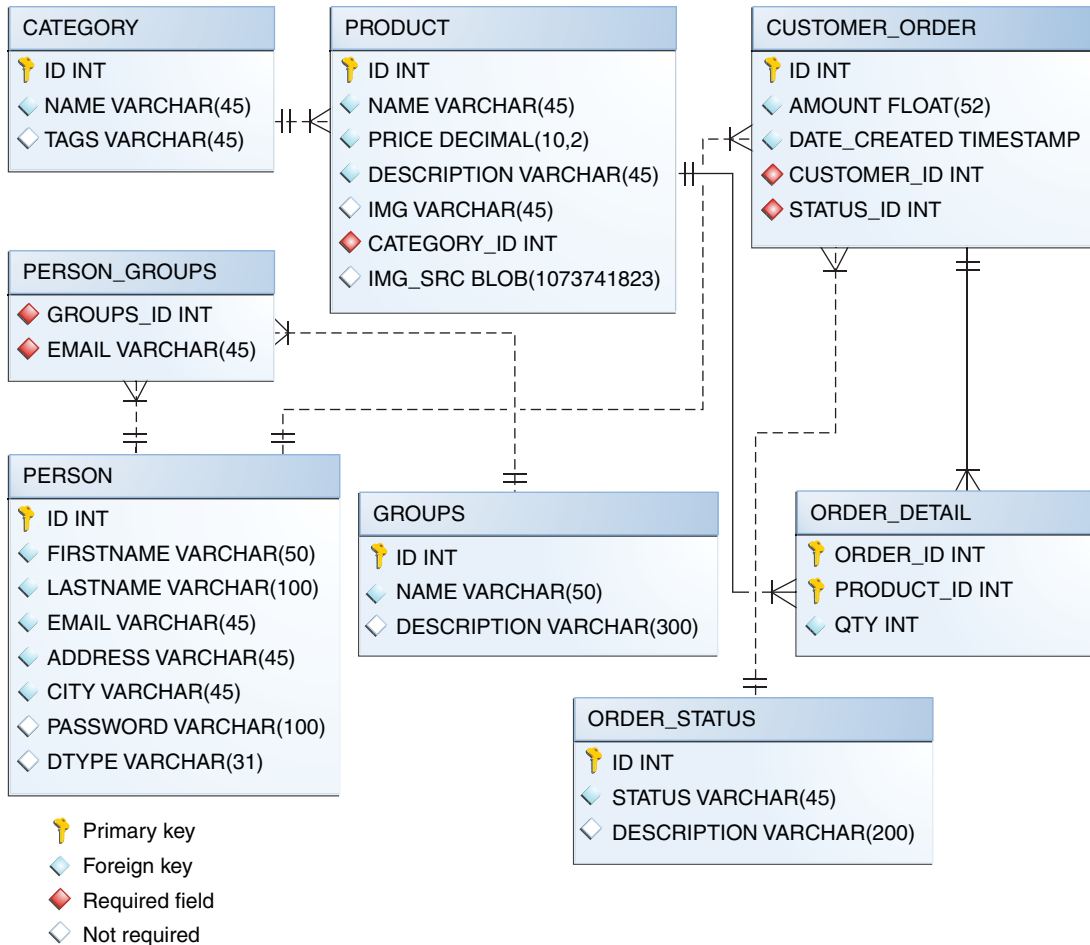 CATEGORY
ID INT
NAME VARCHAR(45)
TAGS VARCHAR(45)
PRODUCT
ID INT
NAME VARCHAR(45)
PRICE DECIMAL(10,2)
DESCRIPTION VARCHAR(45)
IMG VARCHAR(45)
CATEGORY_ID INT
IMG_SRC BLOB(1073741823)
CUSTOMER_ORDER
ID INT
AMOUNT FLOAT(52)
DATE_CREATED TIMESTAMP
CUSTOMER_ID INT
STATUS_ID INT
PERSON_GROUPS
GROUPS_ID INT
EMAIL VARCHAR(45)
PERSON
ID INT
FIRSTNAME VARCHAR(50)
LASTNAME VARCHAR(100)
EMAIL VARCHAR(45)
ADDRESS VARCHAR(45)
CITY VARCHAR(45)
PASSWORD VARCHAR(100)
DTYPE VARCHAR(31)
GROUPS
ID INT
NAME VARCHAR(50)
DESCRIPTION VARCHAR(300)
ORDER_DETAIL
ORDER_ID INT
PRODUCT_ID INT
QTY INT
ORDER_STATUS
ID INT
STATUS VARCHAR(45)
DESCRIPTION VARCHAR(200)
Primary key
Foreign key
Required field
Not required